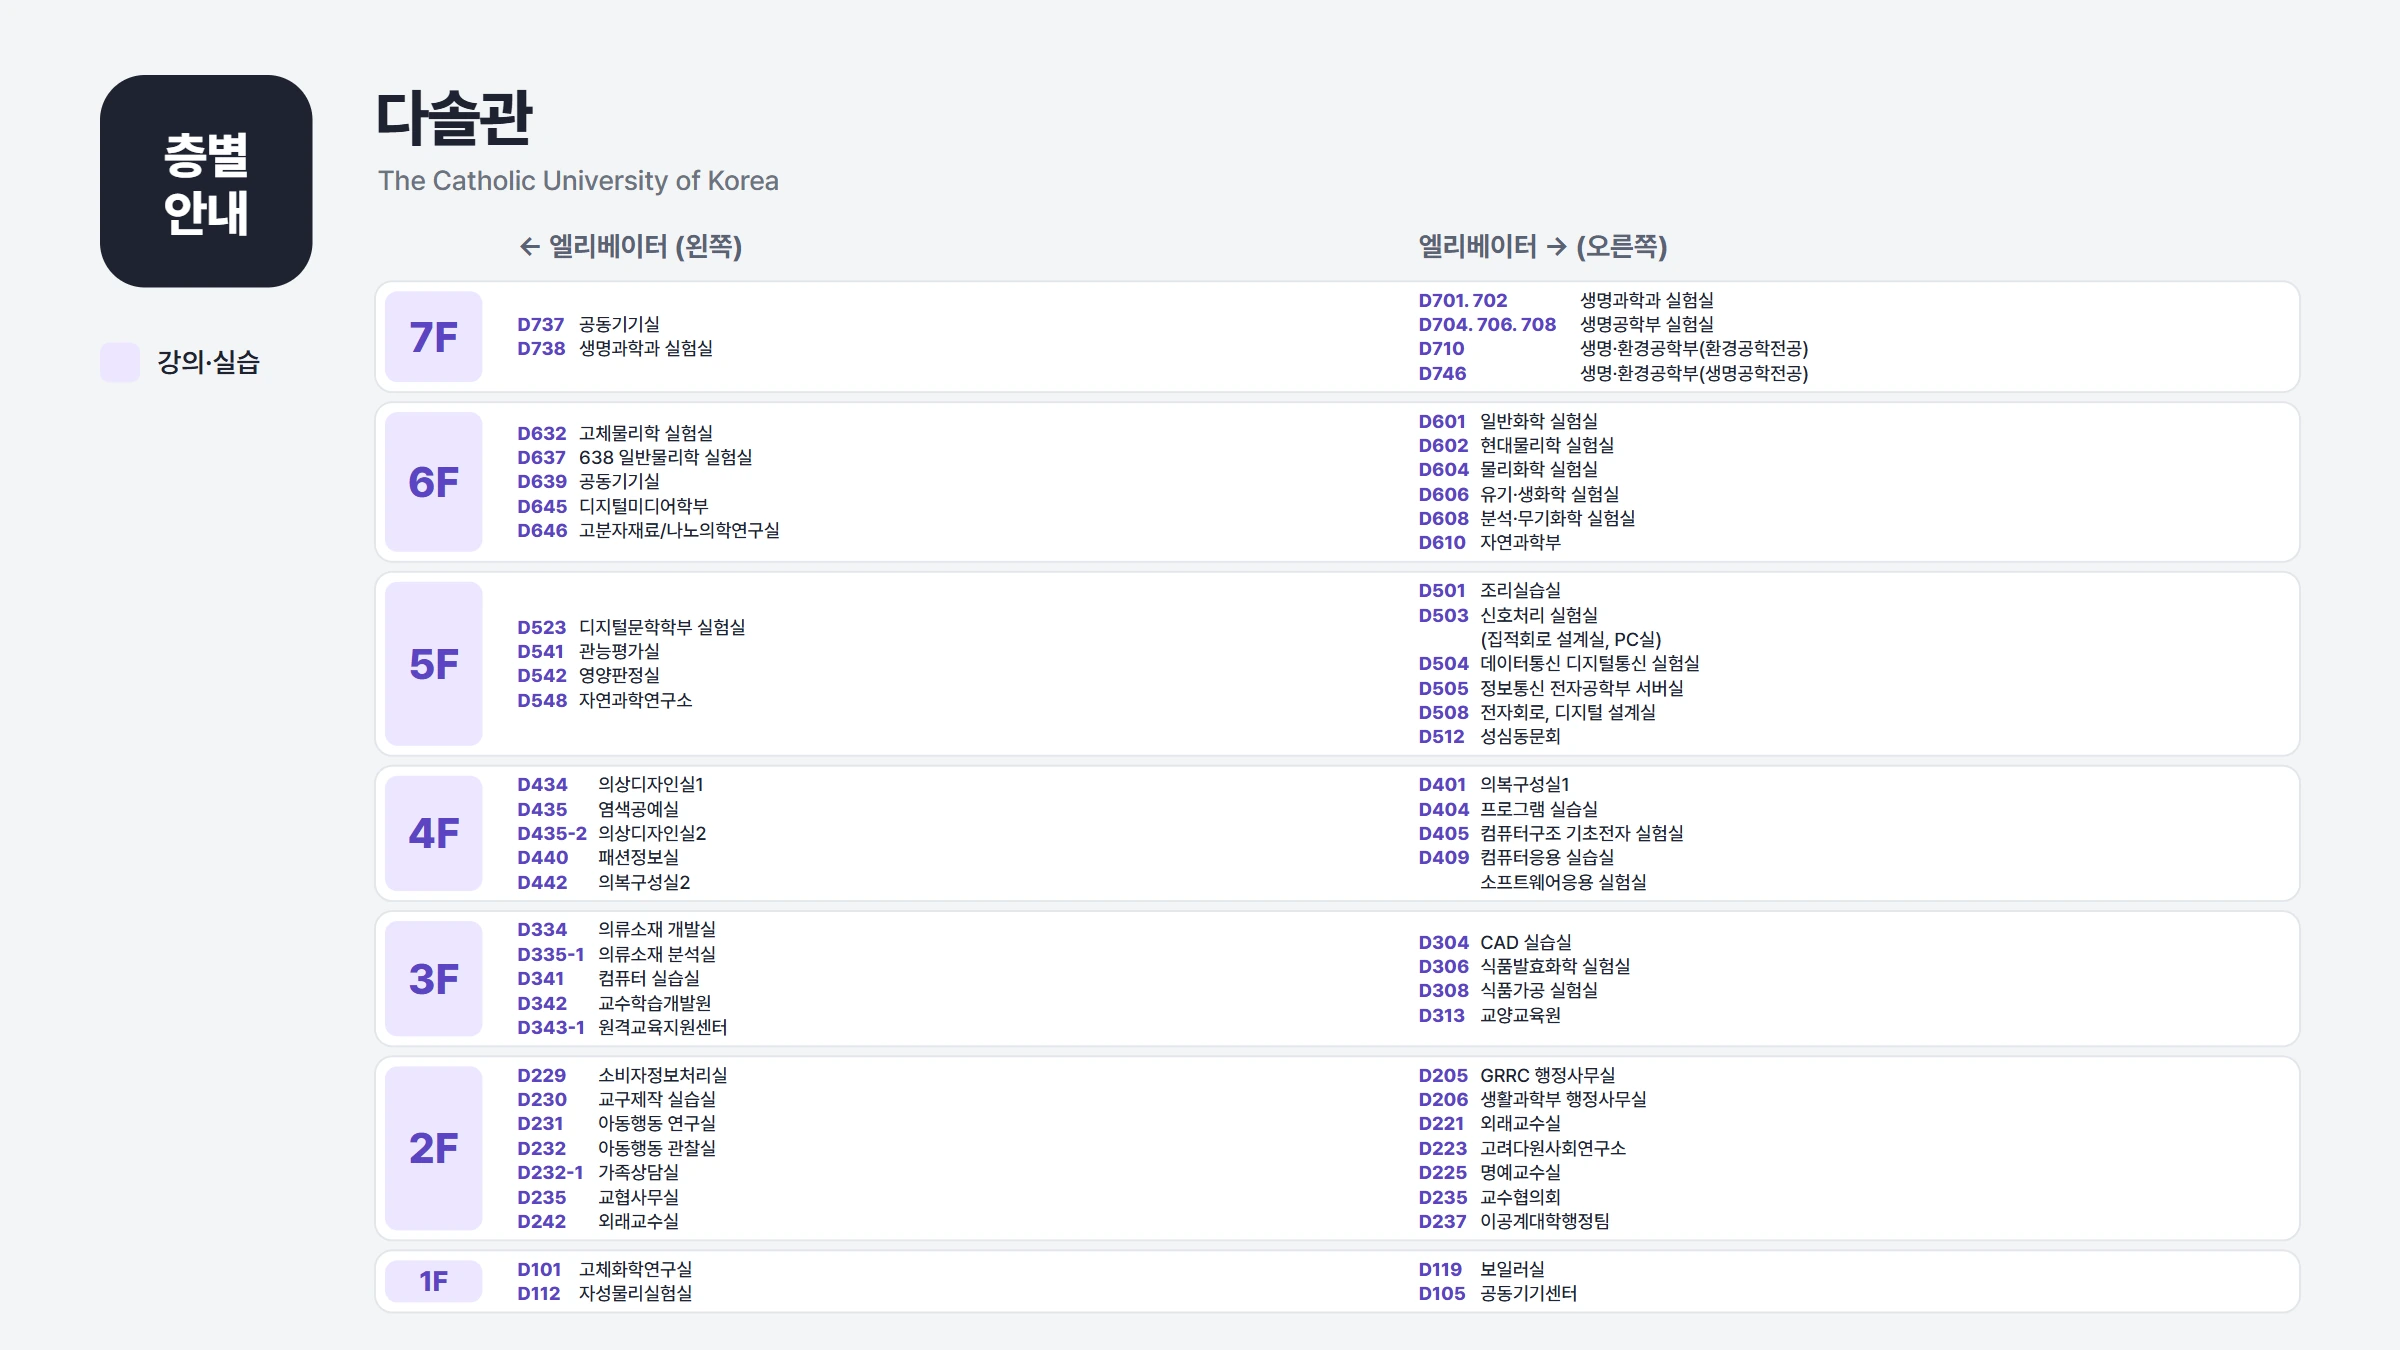 층별
안내
강의·실습
다솔관
The Catholic University of Korea
← 엘리베이터 (왼쪽)
엘리베이터 → (오른쪽)
7F
D737 공동기기실
D738 생명과학과 실험실
D701. 702 생명과학과 실험실
D704. 706. 708 생명공학부 실험실
D710 생명·환경공학부(환경공학전공)
D746 생명·환경공학부(생명공학전공)
6F
D632 고체물리학 실험실
D637 638 일반물리학 실험실
D639 공동기기실
D645 디지털미디어학부
D646 고분자재료/나노의학연구실
D601 일반화학 실험실
D602 현대물리학 실험실
D604 물리화학 실험실
D606 유기·생화학 실험실
D608 분석·무기화학 실험실
D610 자연과학부
5F
D523 디지털문학학부 실험실
D541 관능평가실
D542 영양판정실
D548 자연과학연구소
D501 조리실습실
D503 신호처리 실험실
(집적회로 설계실, PC실)
D504 데이터통신 디지털통신 실험실
D505 정보통신 전자공학부 서버실
D508 전자회로, 디지털 설계실
D512 성심동문회
4F
D434 의상디자인실1
D435 염색공예실
D435-2 의상디자인실2
D440 패션정보실
D442 의복구성실2
D401 의복구성실1
D404 프로그램 실습실
D405 컴퓨터구조 기초전자 실험실
D409 컴퓨터응용 실습실
소프트웨어응용 실험실
3F
D334 의류소재 개발실
D335-1 의류소재 분석실
D341 컴퓨터 실습실
D342 교수학습개발원
D343-1 원격교육지원센터
D304 CAD 실습실
D306 식품발효화학 실험실
D308 식품가공 실험실
D313 교양교육원
2F
D229 소비자정보처리실
D230 교구제작 실습실
D231 아동행동 연구실
D232 아동행동 관찰실
D232-1 가족상담실
D235 교협사무실
D242 외래교수실
D205 GRRC 행정사무실
D206 생활과학부 행정사무실
D221 외래교수실
D223 고려다원사회연구소
D225 명예교수실
D235 교수협의회
D237 이공계대학행정팀
1F
D101 고체화학연구실
D112 자성물리실험실
D119 보일러실
D105 공동기기센터